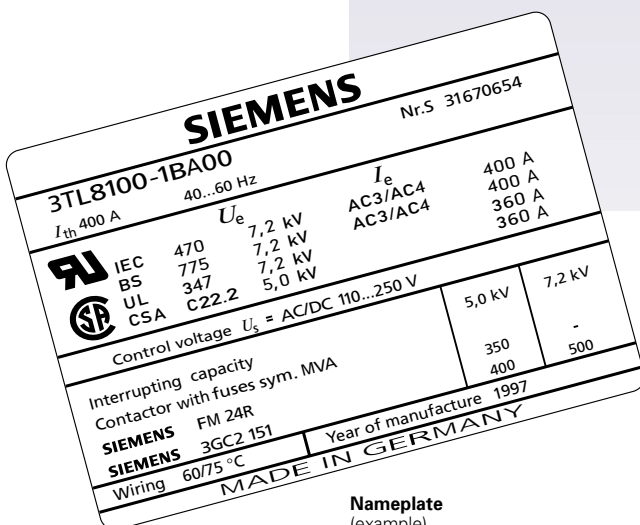 SIEMENS
3TL8100-1BA00 Nr.S 31670654
Ith 400 A 40...60 Hz Ue Ie
IEC 470 7,2 kV AC3/AC4 400 A
BS 775 7,2 kV AC3/AC4 400 A
UL 347 7,2 kV 360 A
CSA C22.2 5,0 kV 360 A
Control voltage Us = AC/DC 110...250 V
Interrupting capacity 5,0 kV 7,2 kV
Contactor with fuses sym. MVA
SIEMENS FM 24R 350 -
SIEMENS 3GC2 151 400 500
Wiring 60/75 °C Year of manufacture 1997
MADE IN GERMANY
Nameplate
(example)